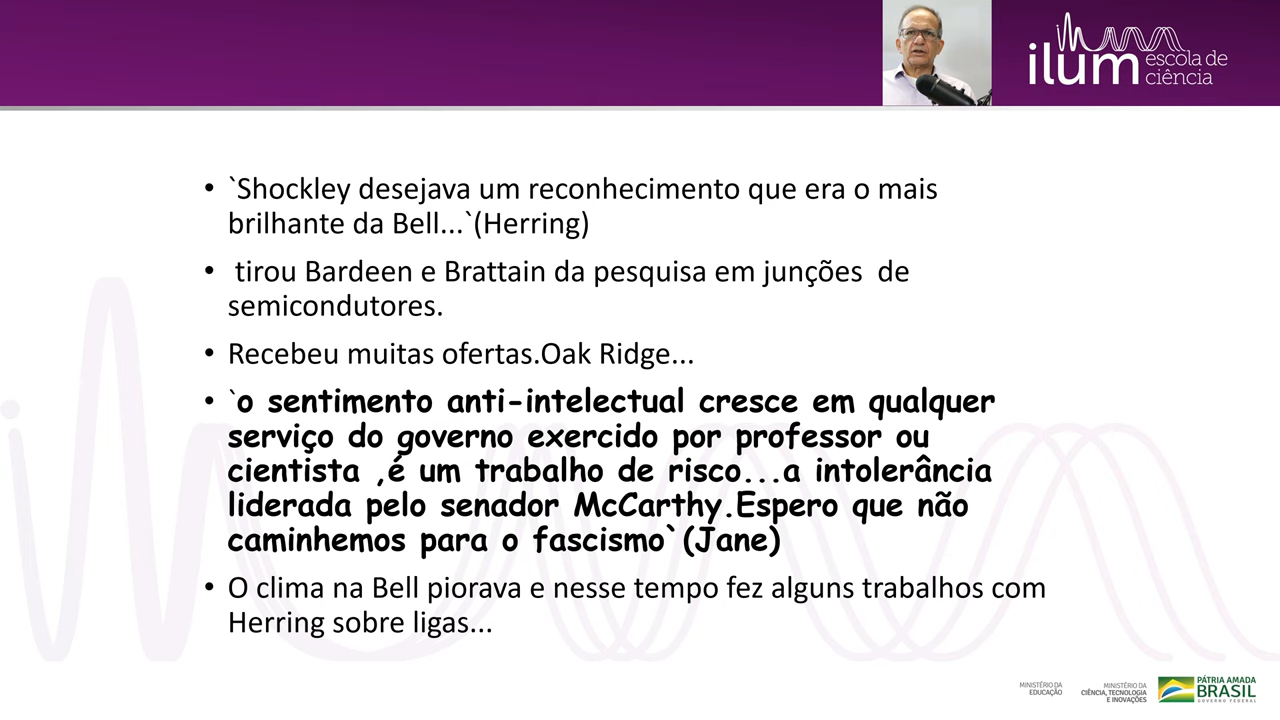 ilum escola de
ciência
• `Shockley desejava um reconhecimento que era o mais
brilhante da Bell...`(Herring)
• tirou Bardeen e Brattain da pesquisa em junções  de
semicondutores.
• Recebeu muitas ofertas.Oak Ridge...
• `o sentimento anti-intelectual cresce em qualquer
serviço do governo exercido por professor ou
cientista ,é um trabalho de risco...a intolerância
liderada pelo senador McCarthy.Espero que não
caminhemos para o fascismo`(Jane)
• O clima na Bell piorava e nesse tempo fez alguns trabalhos com
Herring sobre ligas...
MINISTÉRIO DA
EDUCAÇÃO
MINISTÉRIO DA
CIÊNCIA, TECNOLOGIA
E INOVAÇÕES
PÁTRIA AMADA
BRASIL
GOVERNO FEDERAL